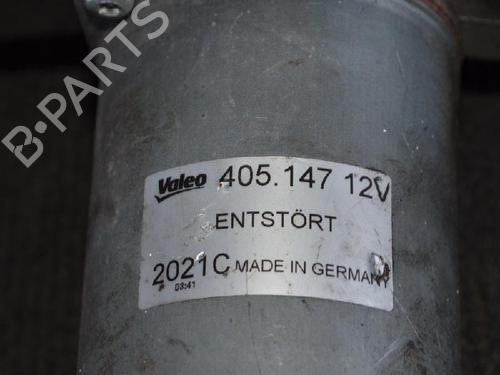 B-PARTS
Valeo 405.147 12V
ENTSTÖRT
2021C MADE IN GERMANY
03:41